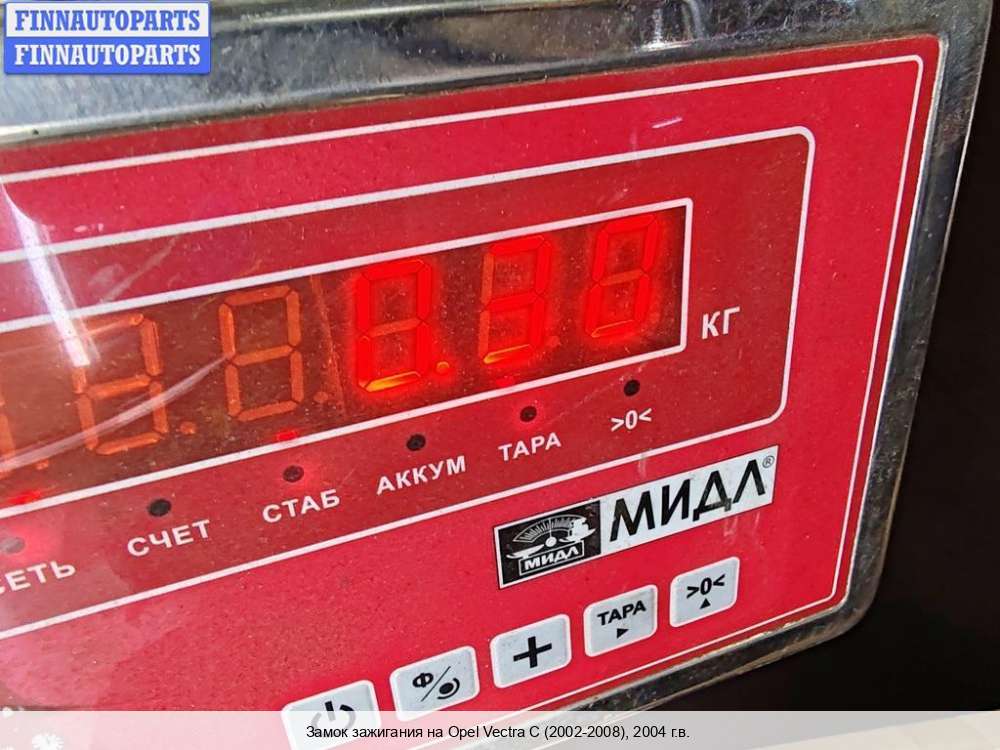 FINNAUTOPARTS
FINNAUTOPARTS
0.30
КГ
СЕТЬ
СЧЕТ
СТАБ
АККУМ
ТАРА
>0<
МИДЛ
МИДЛ®
Ф/
+
ТАРА
>0<
Замок зажигания на Opel Vectra C (2002-2008), 2004 г.в.